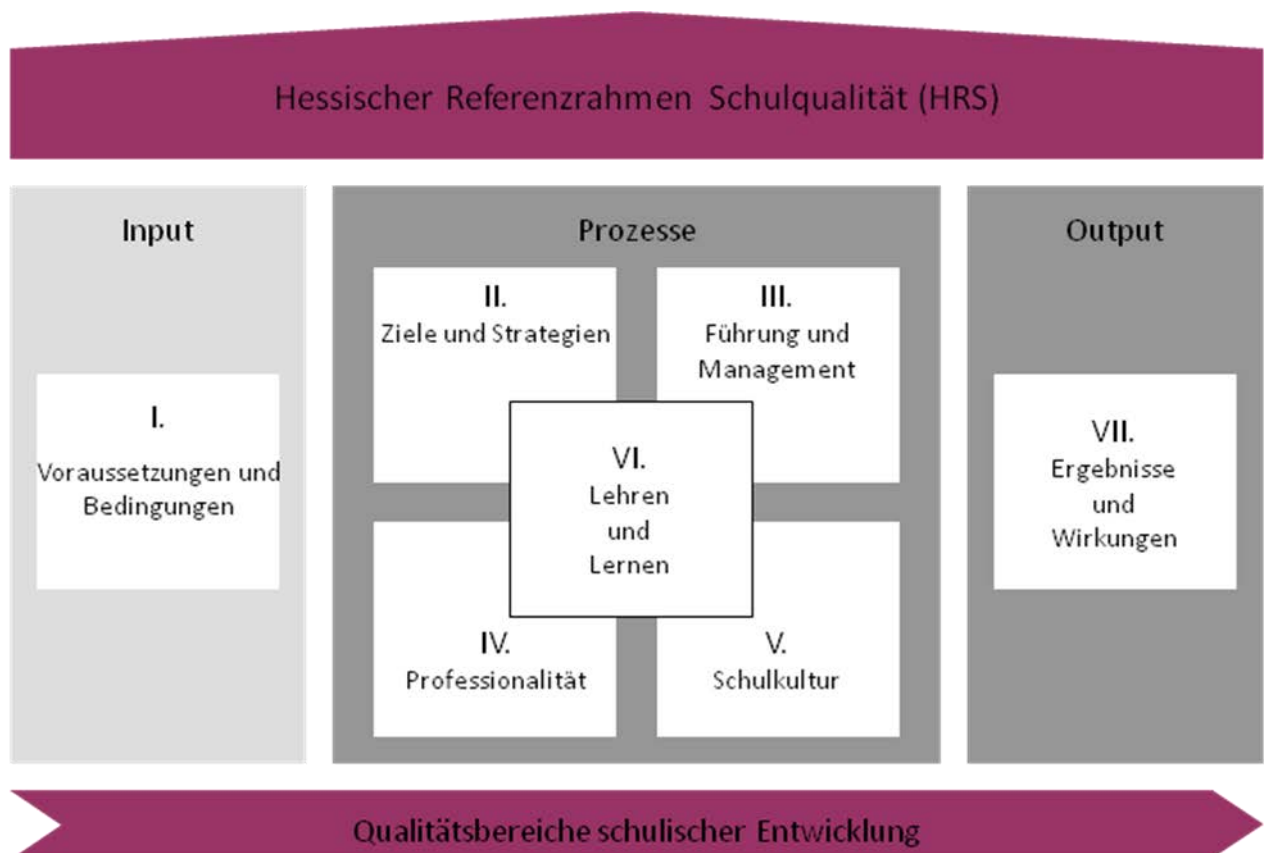 Hessischer Referenzrahmen Schulqualität (HRS)
Input
I.
Voraussetzungen und
Bedingungen
Prozesse
II.
Ziele und Strategien
III.
Führung und
Management
VI.
Lehren
und
Lernen
IV.
Professionalität
V.
Schulkultur
Output
VII.
Ergebnisse
und
Wirkungen
Qualitätsbereiche schulischer Entwicklung